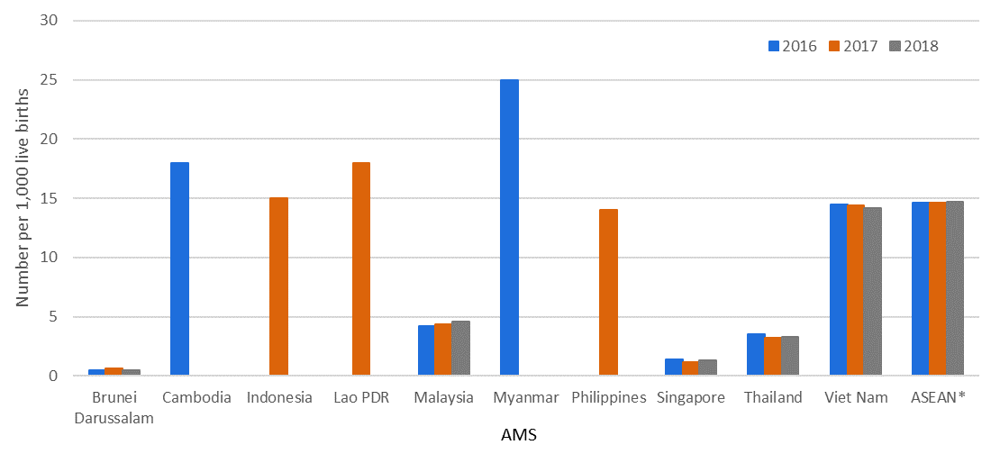 30
25
20
15
10
5
0
Number per 1,000 live births
2016 2017 2018
Brunei Darussalam
Cambodia
Indonesia
Lao PDR
Malaysia
Myanmar
Philippines
Singapore
Thailand
Viet Nam
ASEAN*
AMS